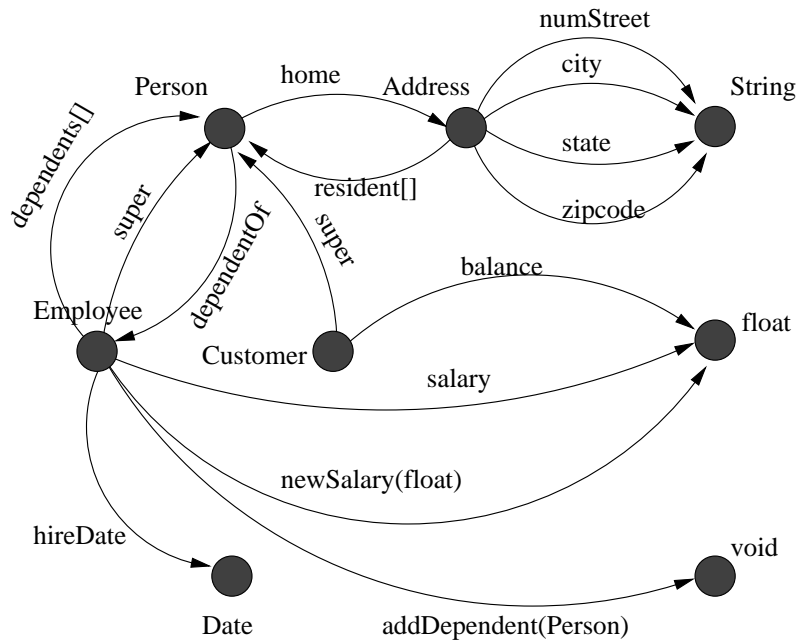 numStreet
Person
home
Address
city
String
dependents[]
super
dependentOf
resident[]
super
state
zipcode
balance
Employee
Customer
float
salary
newSalary(float)
hireDate
void
Date
addDependent(Person)